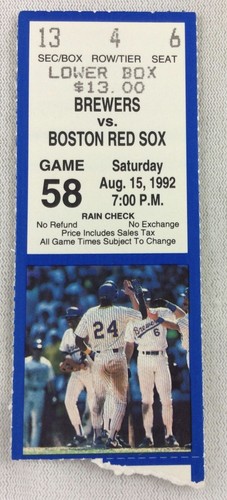 13 4 6
SEC/BOX ROW/TIER SEAT
LOWER BOX
$13.00
BREWERS
vs.
BOSTON RED SOX
GAME Saturday
58 Aug. 15, 1992
7:00 P.M.
RAIN CHECK
No Refund No Exchange
Price Includes Sales Tax
All Game Times Subject To Change
24
6